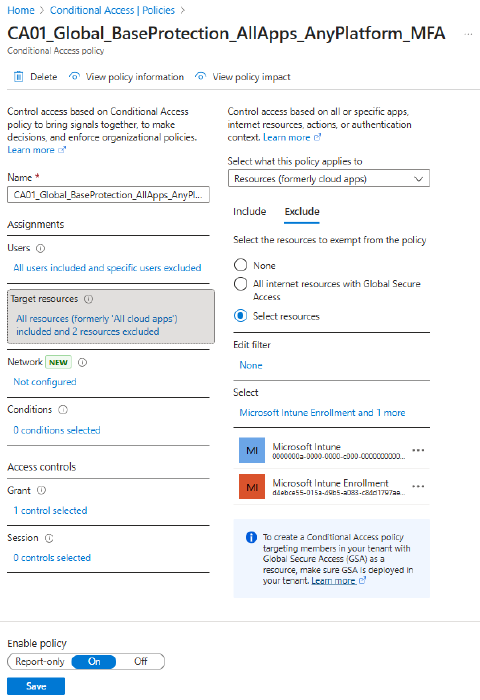 Home > Conditional Access | Policies >
CA01_Global_BaseProtection_AllApps_AnyPlatform_MFA
Conditional Access policy
Delete View policy information View policy impact
Control access based on Conditional Access
policy to bring signals together, to make
decisions, and enforce organizational policies.
Learn more
Name *
CA01_Global_BaseProtection_AllApps_AnyPl...
Assignments
Users
All users included and specific users excluded
Target resources
All resources (formerly 'All cloud apps')
included and 2 resources excluded
Network NEW
Not configured
Conditions
0 conditions selected
Access controls
Grant
1 control selected
Session
0 controls selected
Control access based on all or specific apps,
internet resources, actions, or authentication
context. Learn more
Select what this policy applies to
Resources (formerly cloud apps)
Include Exclude
Select the resources to exempt from the policy
None
All internet resources with Global Secure
Access
Select resources
Edit filter
None
Select
Microsoft Intune Enrollment and 1 more
MI Microsoft Intune
0000000a-0000-0000-c000-0000000000...
MI Microsoft Intune Enrollment
d4ebce55-015a-49b5-a083-c84d1797ae...
To create a Conditional Access policy
targeting members in your tenant with
Global Secure Access (GSA) as a
resource, make sure GSA is deployed in
your tenant. Learn more
Enable policy
Report-only On Off
Save